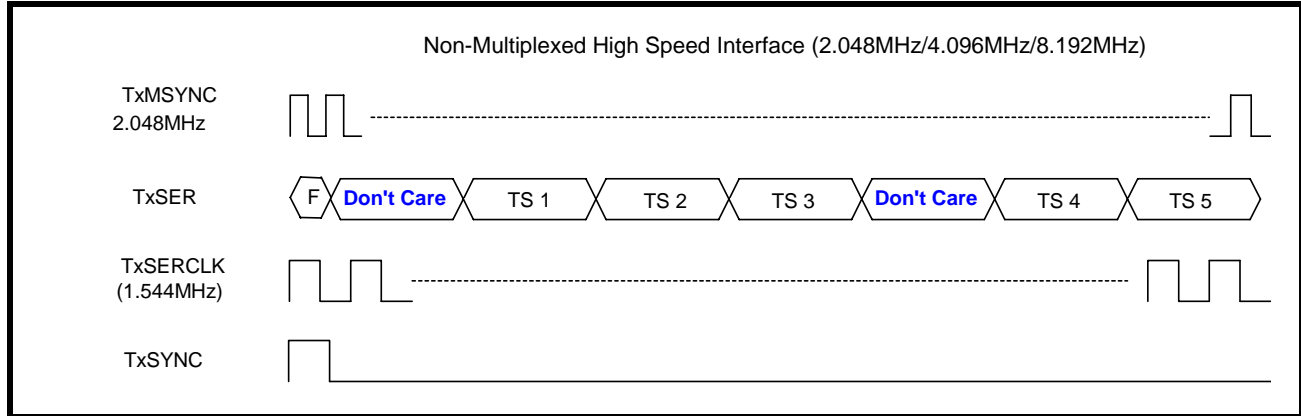 Non-Multiplexed High Speed Interface (2.048MHz/4.096MHz/8.192MHz)
TxMSYNC
2.048MHz
TxSER
F Don't Care TS 1 TS 2 TS 3 Don't Care TS 4 TS 5
TxSERCLK
(1.544MHz)
TxSYNC